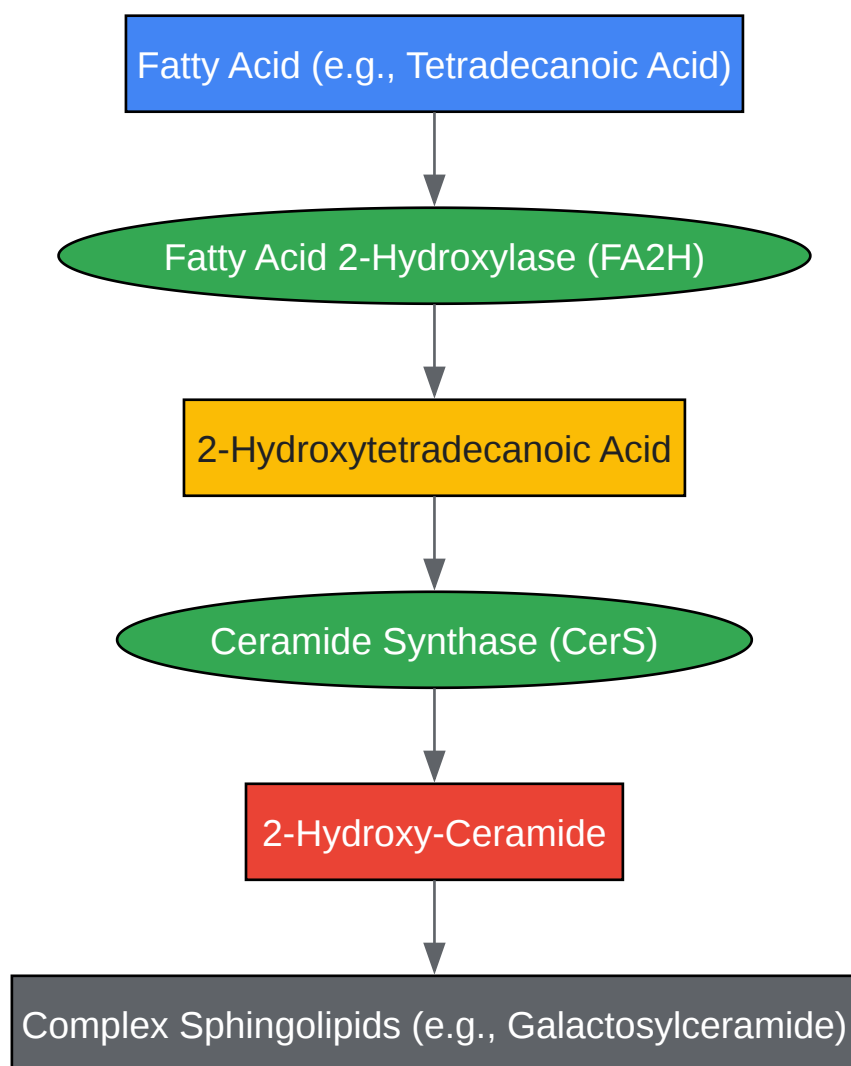 Fatty Acid (e.g., Tetradecanoic Acid)
Fatty Acid 2-Hydroxylase (FA2H)
2-Hydroxytetradecanoic Acid
Ceramide Synthase (CerS)
2-Hydroxy-Ceramide
Complex Sphingolipids (e.g., Galactosylceramide)